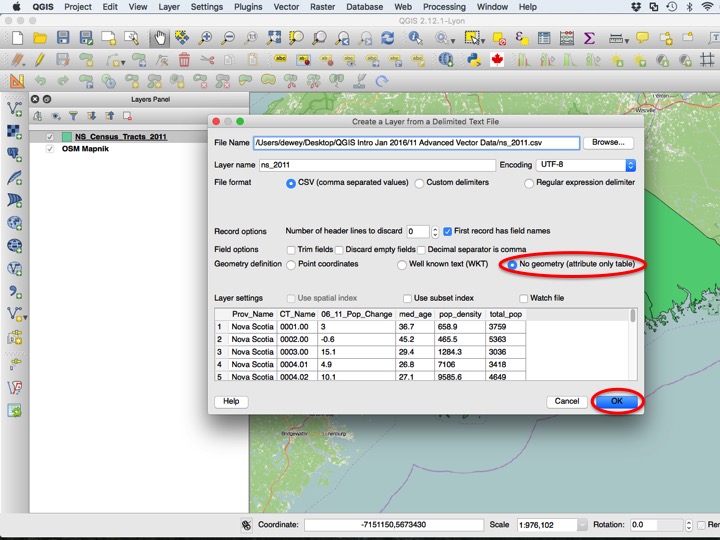 QGIS Project Edit View Layer Settings Plugins Vector Raster Database Web Processing Window Help
QGIS 2.12.1-Lyon
Layers Panel
NS_Census_Tracts_2011
OSM Mapnik
Create a Layer from a Delimited Text File
File Name /Users/dewey/Desktop/QGIS Intro Jan 2016/11 Advanced Vector Data/ns_2011.csv Browse...
Layer name ns_2011 Encoding UTF-8
File format CSV (comma separated values) Custom delimiters Regular expression delimiter
Record options Number of header lines to discard 0 First record has field names
Field options Trim fields Discard empty fields Decimal separator is comma
Geometry definition Point coordinates Well known text (WKT) No geometry (attribute only table)
Layer settings Use spatial index Use subset index Watch file
Prov_Name CT_Name 06_11_Pop_Change med_age pop_density total_pop
1 Nova Scotia 0001.00 3 36.7 658.9 3759
2 Nova Scotia 0002.00 -0.6 45.2 465.5 5363
3 Nova Scotia 0003.00 15.1 29.4 1284.3 3036
4 Nova Scotia 0004.01 4.9 26.8 7106 3418
5 Nova Scotia 0004.02 10.1 27.1 9585.6 4649
Help Cancel OK
Coordinate: -7151150,5673430 Scale 1:976,102 Rotation: 0.0